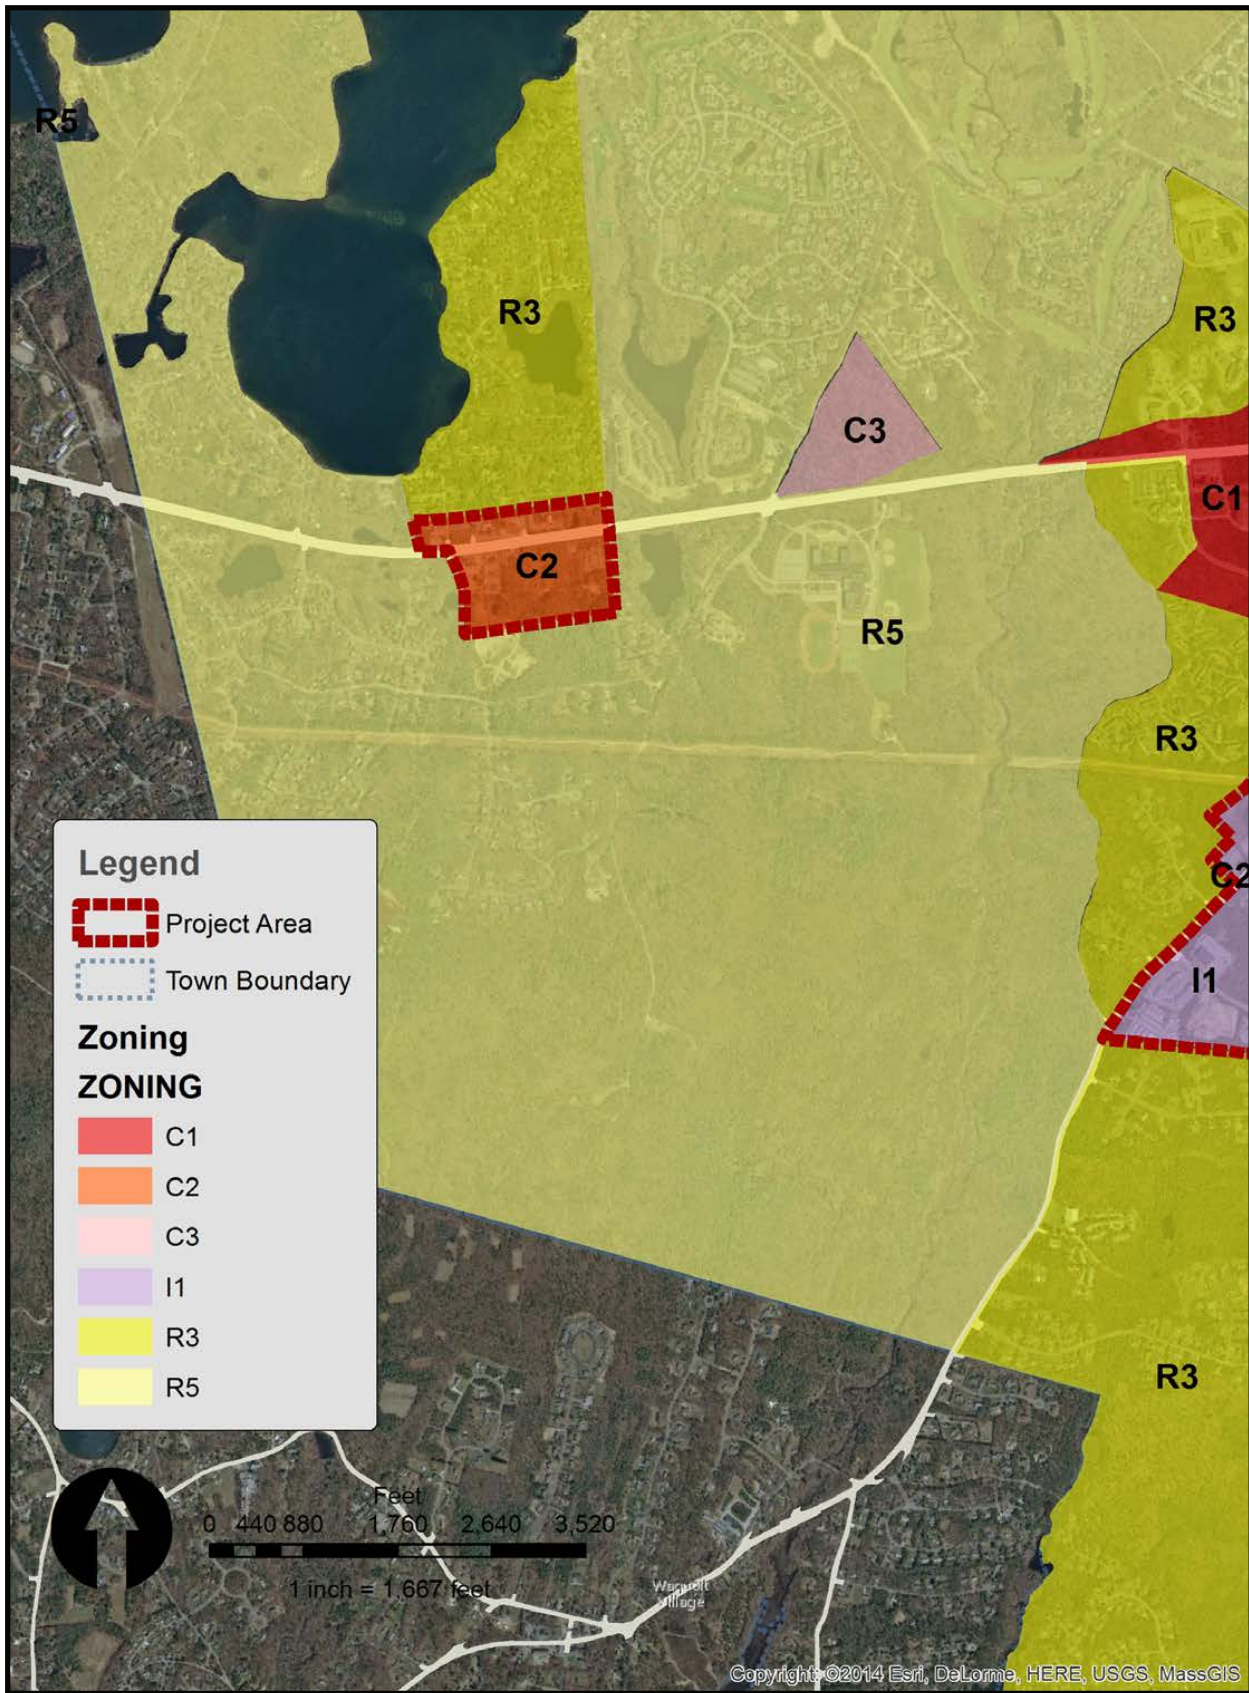 R5
R3
R3
C3
C1
C2
R5
R3
C2
I1
Legend
Project Area
Town Boundary
Zoning
ZONING
C1
C2
C3
I1
R3
R5
R3
Feet
0 440 880 1,760 2,640 3,520
1 inch = 1,667 feet
Village
Copyright: ©2014 Esri, DeLorme, HERE, USGS, MassGIS